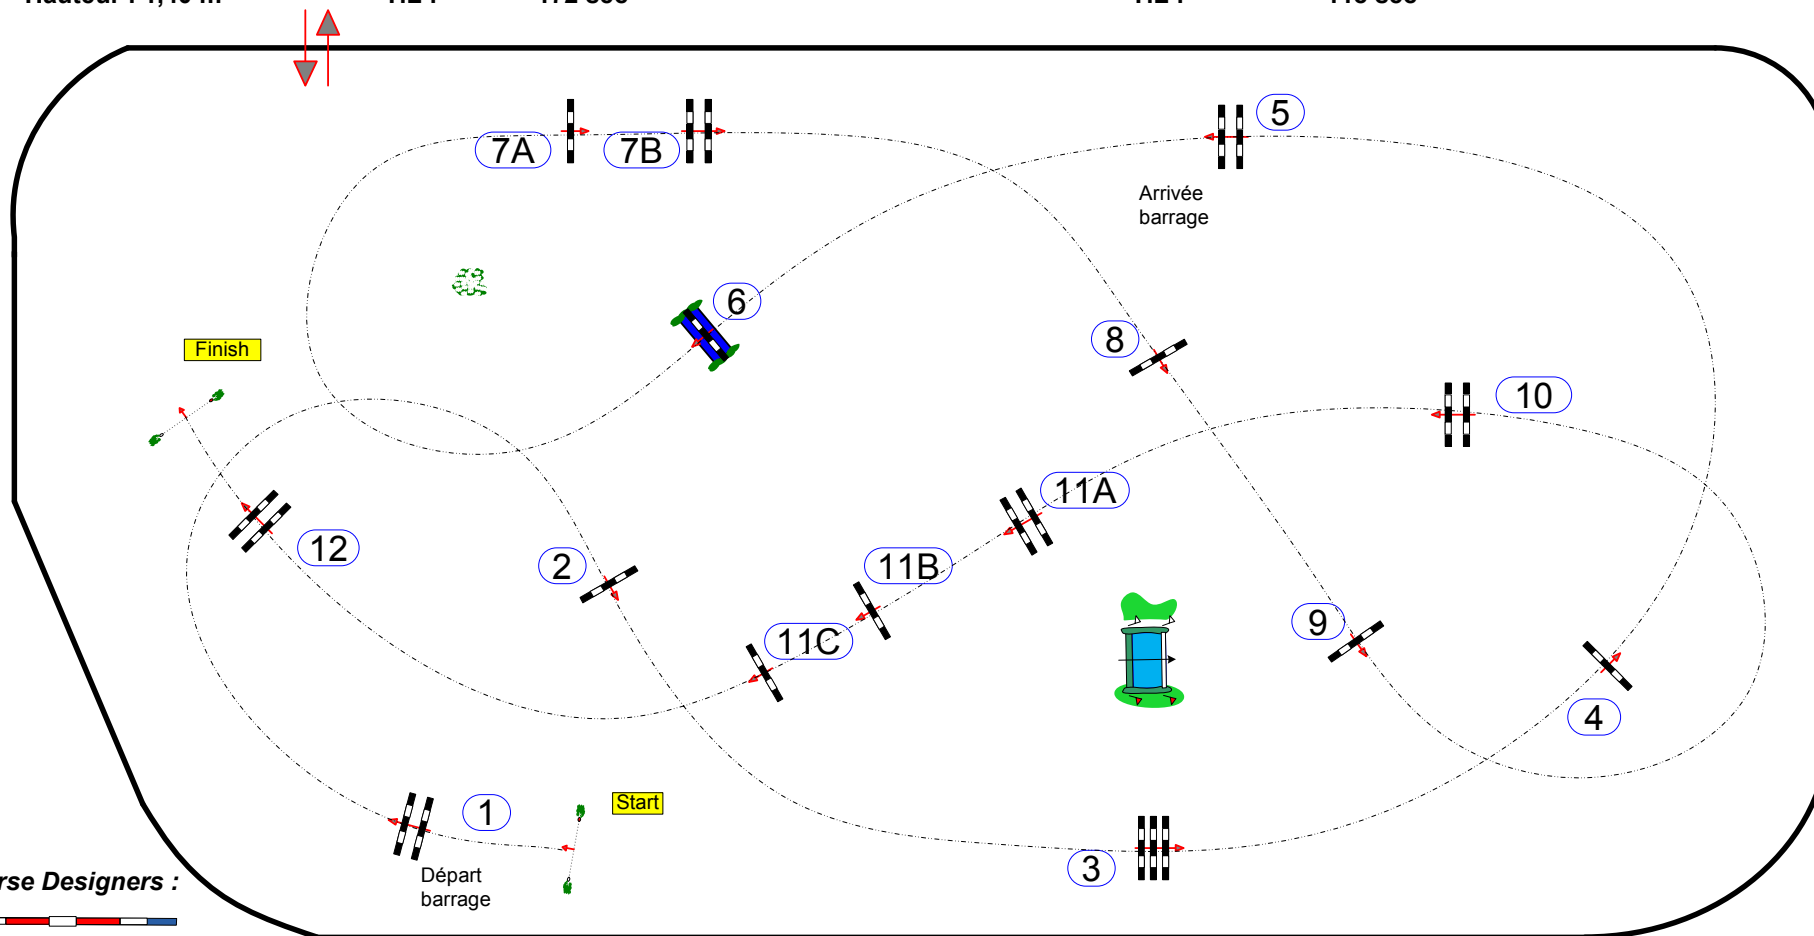 5
7A
7B
Arrivée
barrage
6
8
Finish
10
11A
12
2
11B
9
11C
4
1
Start
3
Départ
barrage
rse Designers :